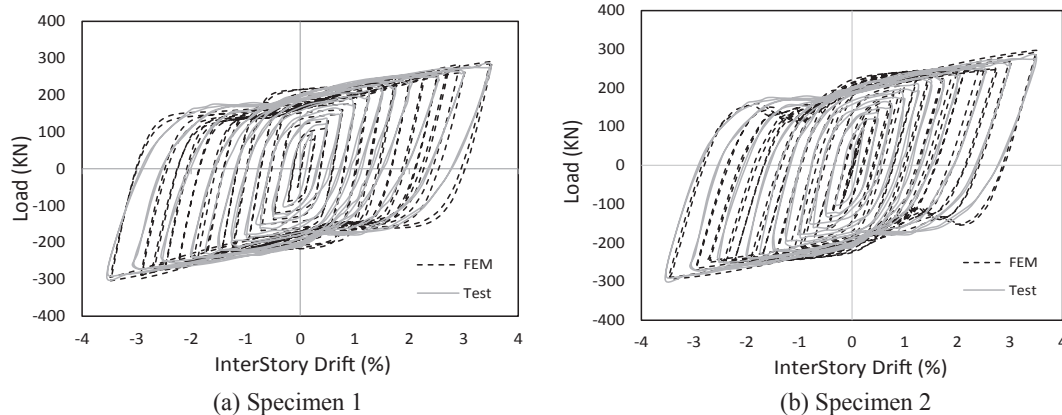 400
300
200
100
0
-100
-200
-300
-400
Load (KN)
-4 -3 -2 -1 0 1 2 3 4
InterStory Drift (%)
FEM
Test
(a) Specimen 1
400
300
200
100
0
-100
-200
-300
-400
Load (KN)
-4 -3 -2 -1 0 1 2 3 4
InterStory Drift (%)
FEM
Test
(b) Specimen 2